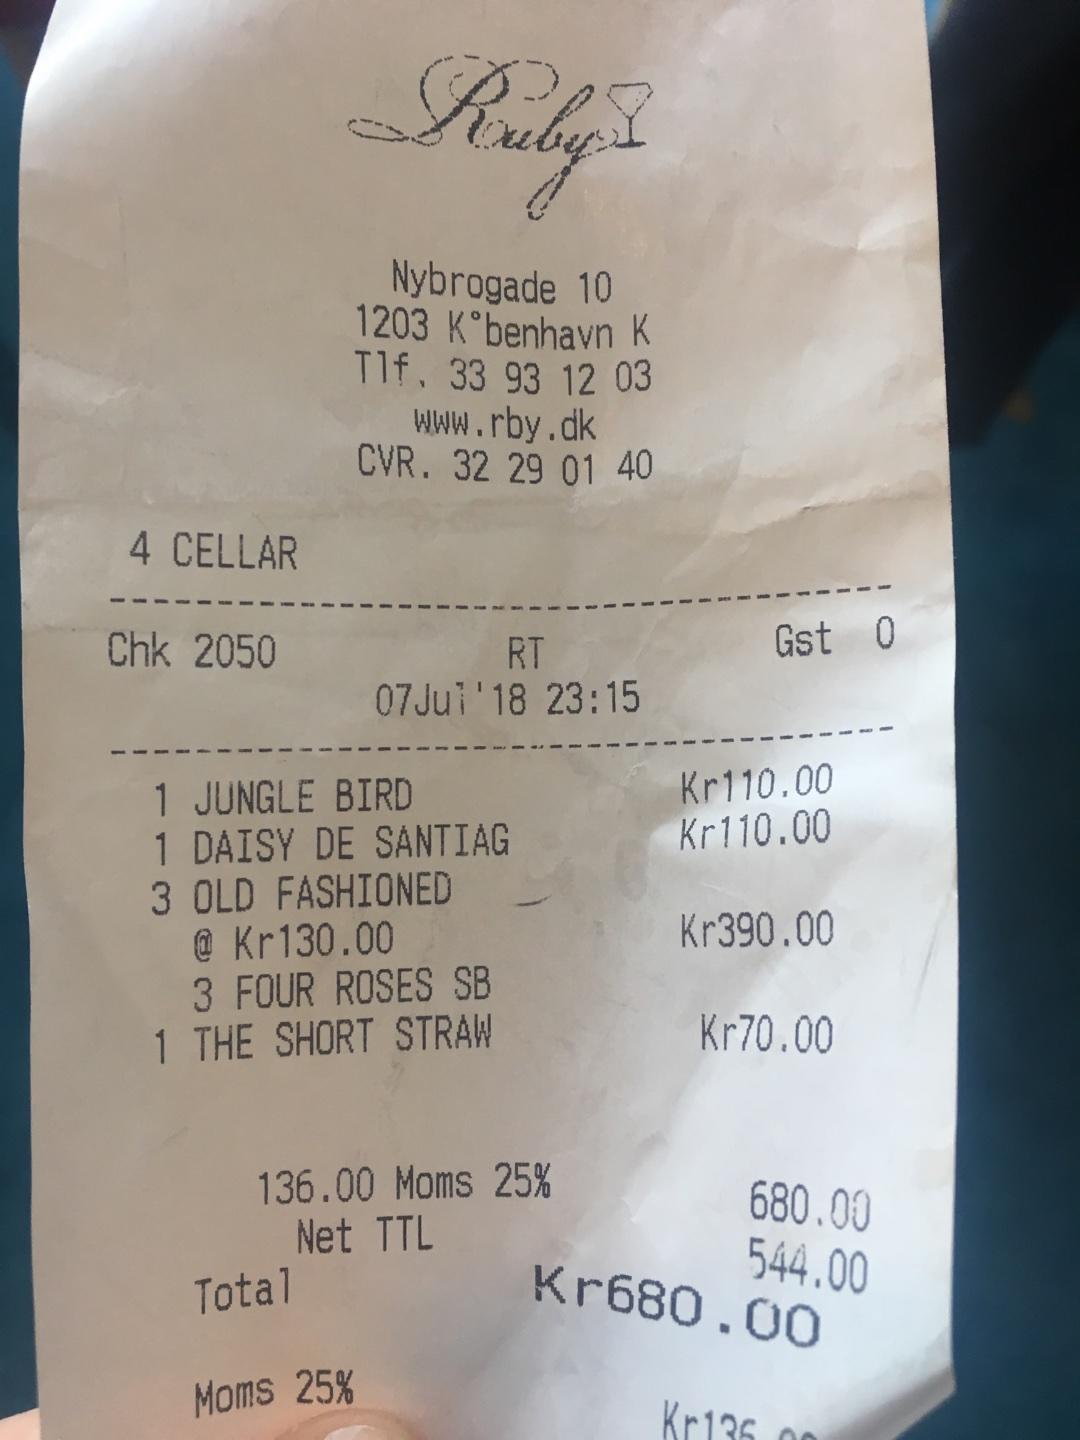 Ruby
Nybrogade 10
1203 K°benhavn K
Tlf. 33 93 12 03
www.rby.dk
CVR. 32 29 01 40
4 CELLAR
Chk 2050 RT Gst 0
07Jul'18 23:15
1 JUNGLE BIRD Kr110.00
1 DAISY DE SANTIAG Kr110.00
3 OLD FASHIONED
@ Kr130.00 Kr390.00
3 FOUR ROSES SB
1 THE SHORT STRAW Kr70.00
136.00 Moms 25% 680.00
Net TTL 544.00
Total Kr680.00
Moms 25% Kr136.00